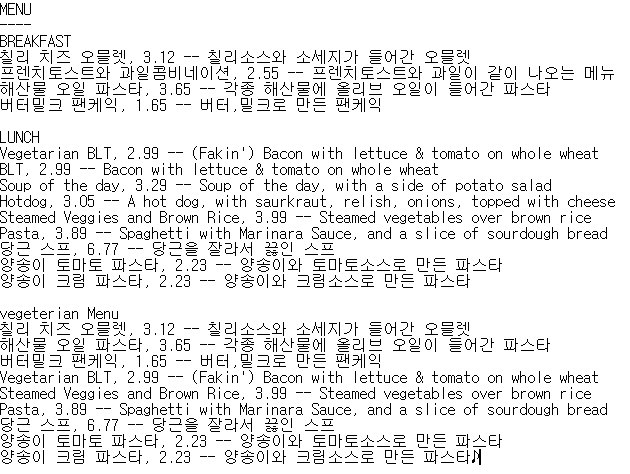 MENU
----
BREAKFAST
칠리 치즈 오믈렛, 3.12 -- 칠리소스와 소세지가 들어간 오믈렛
프렌치토스트와 과일콤비네이션, 2.55 -- 프렌치토스트와 과일이 같이 나오는 메뉴
해산물 오일 파스타, 3.65 -- 각종 해산물에 올리브 오일이 들어간 파스타
버터밀크 팬케익, 1.65 -- 버터,밀크로 만든 팬케익

LUNCH
Vegetarian BLT, 2.99 -- (Fakin') Bacon with lettuce & tomato on whole wheat
BLT, 2.99 -- Bacon with lettuce & tomato on whole wheat
Soup of the day, 3.29 -- Soup of the day, with a side of potato salad
Hotdog, 3.05 -- A hot dog, with saurkraut, relish, onions, topped with cheese
Steamed Veggies and Brown Rice, 3.99 -- Steamed vegetables over brown rice
Pasta, 3.89 -- Spaghetti with Marinara Sauce, and a slice of sourdough bread
당근 스프, 6.77 -- 당근을 잘라서 끓인 스프
양송이 토마토 파스타, 2.23 -- 양송이와 토마토소스로 만든 파스타
양송이 크림 파스타, 2.23 -- 양송이와 크림소스로 만든 파스타

vegeterian Menu
칠리 치즈 오믈렛, 3.12 -- 칠리소스와 소세지가 들어간 오믈렛
해산물 오일 파스타, 3.65 -- 각종 해산물에 올리브 오일이 들어간 파스타
버터밀크 팬케익, 1.65 -- 버터,밀크로 만든 팬케익
Vegetarian BLT, 2.99 -- (Fakin') Bacon with lettuce & tomato on whole wheat
Steamed Veggies and Brown Rice, 3.99 -- Steamed vegetables over brown rice
Pasta, 3.89 -- Spaghetti with Marinara Sauce, and a slice of sourdough bread
당근 스프, 6.77 -- 당근을 잘라서 끓인 스프
양송이 토마토 파스타, 2.23 -- 양송이와 토마토소스로 만든 파스타
양송이 크림 파스타, 2.23 -- 양송이와 크림소스로 만든 파스타♪